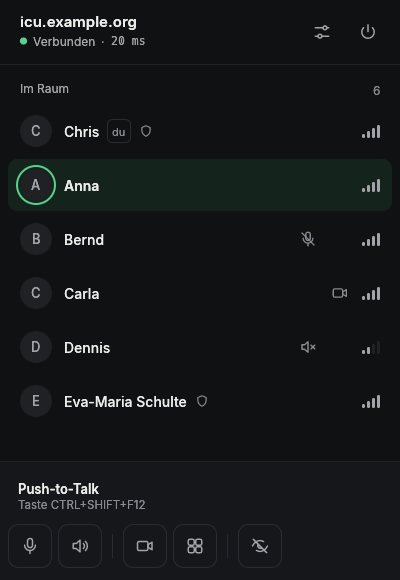 icu.example.org
Verbunden · 20 ms
Im Raum 6
C Chris du
A Anna
B Bernd
C Carla
D Dennis
E Eva-Maria Schulte
Push-to-Talk
Taste CTRL+SHIFT+F12